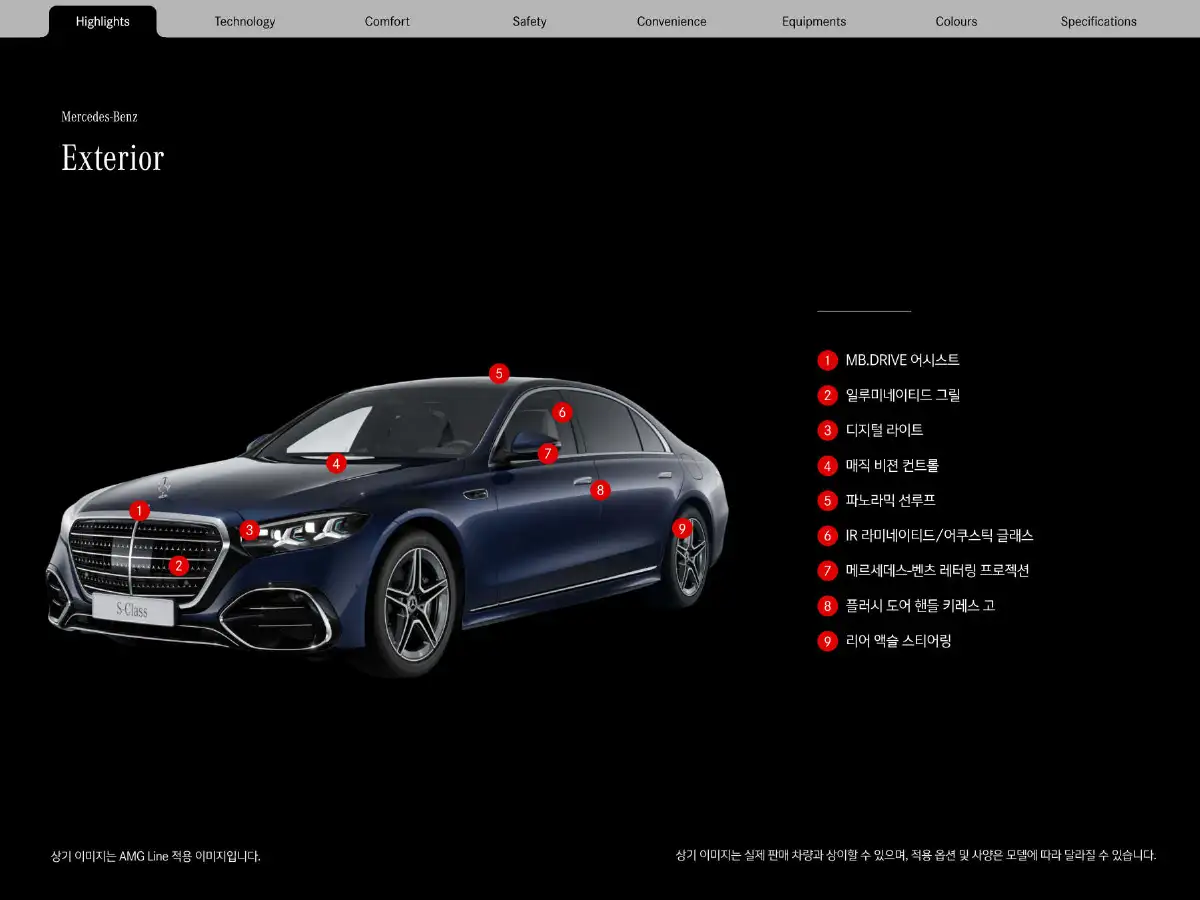 Highlights
Technology
Comfort
Safety
Convenience
Equipments
Colours
Specifications
Mercedes-Benz
Exterior
1 MB.DRIVE 어시스트
2 일루미네이티드 그릴
3 디지털 라이트
4 매직 비젼 컨트롤
5 파노라믹 선루프
6 IR 라미네이티드/어쿠스틱 글래스
7 메르세데스-벤츠 레터링 프로젝션
8 플러시 도어 핸들 키레스 고
9 리어 액슬 스티어링
5
6
7
4
8
1
3
9
2
S-Class
상기 이미지는 AMG Line 적용 이미지입니다.
상기 이미지는 실제 판매 차량과 상이할 수 있으며, 적용 옵션 및 사양은 모델에 따라 달라질 수 있습니다.